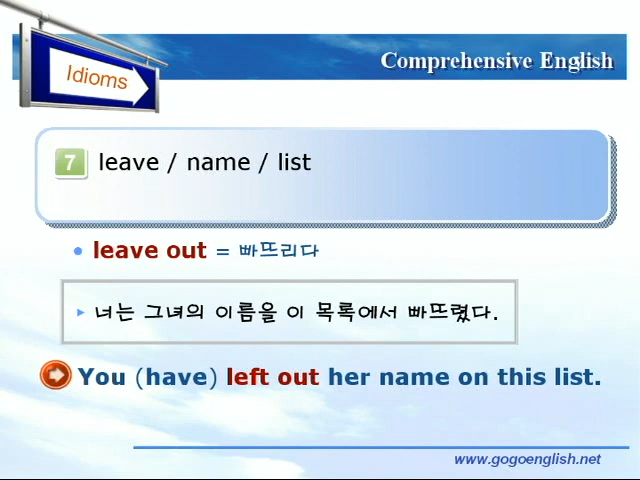 Idioms
Comprehensive English
7 leave / name / list
• leave out = 빠뜨리다
▸ 너는 그녀의 이름을 이 목록에서 빠뜨렸다.
You (have) left out her name on this list.
www.gogoenglish.net